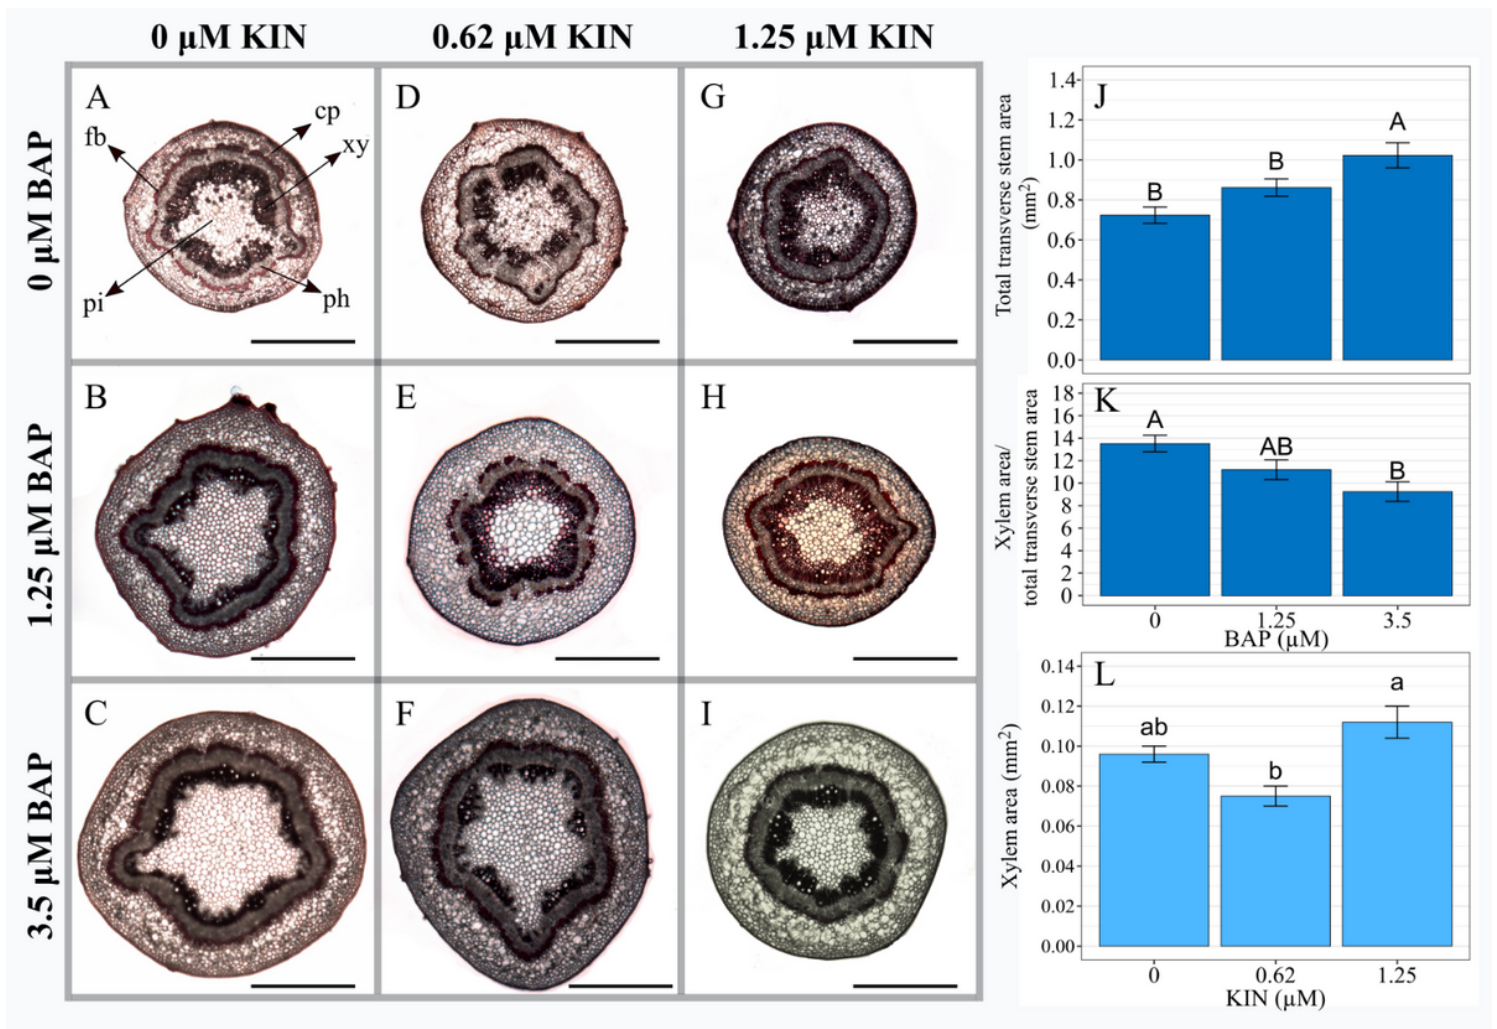 0 μM KIN
0.62 μM KIN
1.25 μM KIN
0 μM BAP
1.25 μM BAP
3.5 μM BAP
A
fb
cp
xy
pi
ph
D
G
B
E
H
C
F
I
J
Total transverse stem area
(mm²)
1.4
1.2
1.0
0.8
0.6
0.4
0.2
0.0
B
B
A
K
Xylem area/
total transverse stem area
18
16
14
12
10
8
6
4
2
0
A
AB
B
0
1.25
3.5
BAP (μM)
L
Xylem area (mm²)
0.14
0.12
0.10
0.08
0.06
0.04
0.02
0.00
ab
b
a
0
0.62
1.25
KIN (μM)